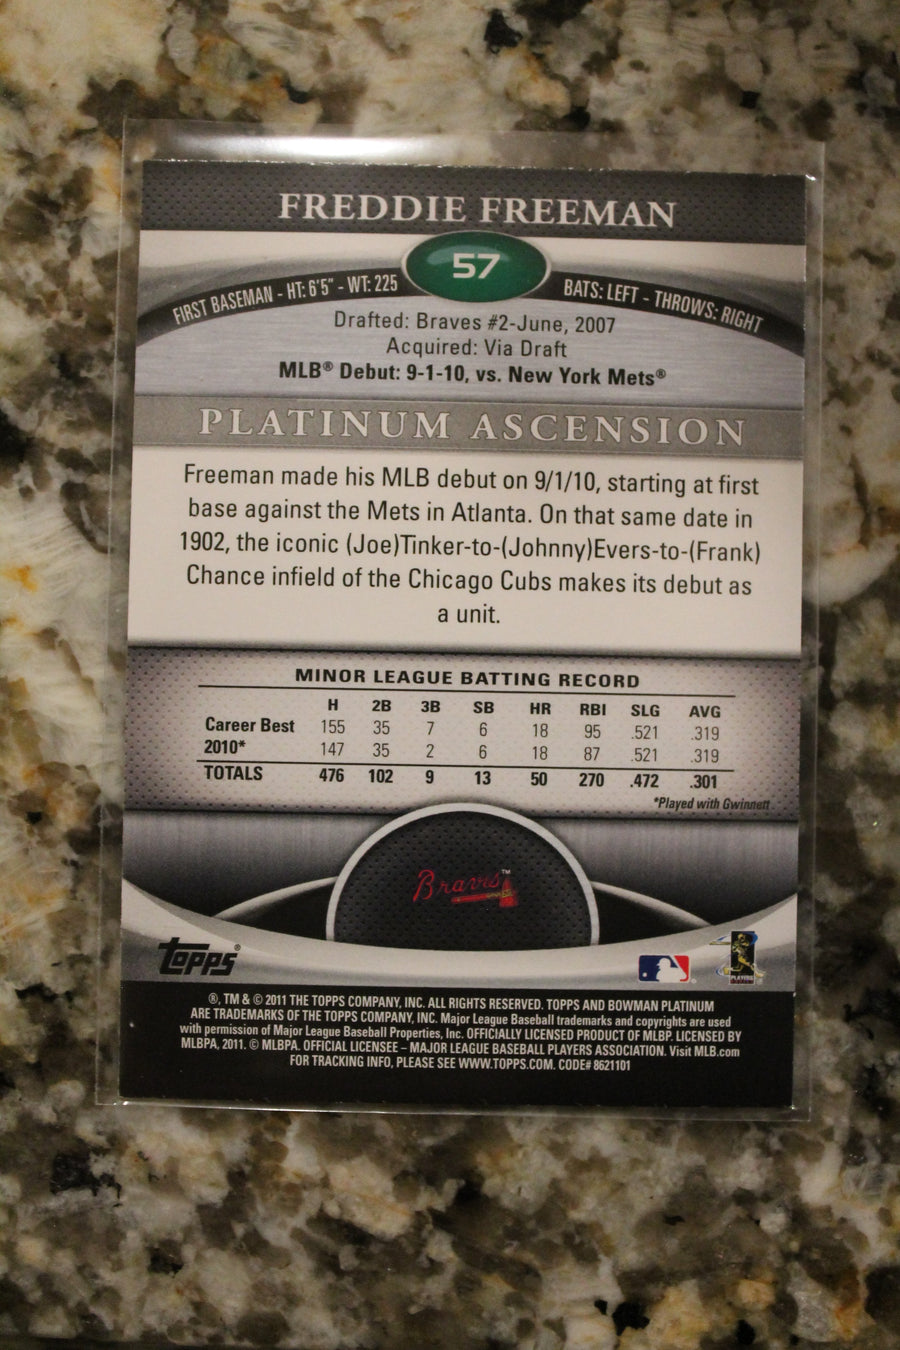 FREDDIE FREEMAN
57
FIRST BASEMAN - HT: 6'5" - WT: 225
BATS: LEFT - THROWS: RIGHT
Drafted: Braves #2-June, 2007
Acquired: Via Draft
MLB® Debut: 9-1-10, vs. New York Mets®
PLATINUM ASCENSION
Freeman made his MLB debut on 9/1/10, starting at first
base against the Mets in Atlanta. On that same date in
1902, the iconic (Joe)Tinker-to-(Johnny)Evers-to-(Frank)
Chance infield of the Chicago Cubs makes its debut as
a unit.
MINOR LEAGUE BATTING RECORD
H 2B 3B SB HR RBI SLG AVG
Career Best 155 35 7 6 18 95 .521 .319
2010* 147 35 2 6 18 87 .521 .319
TOTALS 476 102 9 13 50 270 .472 .301
*Played with Gwinnett
Braves™
topps®
PLAYERS
®, TM & © 2011 THE TOPPS COMPANY, INC. ALL RIGHTS RESERVED. TOPPS AND BOWMAN PLATINUM
ARE TRADEMARKS OF THE TOPPS COMPANY, INC. Major League Baseball trademarks and copyrights are used
with permission of Major League Baseball Properties, Inc. OFFICIALLY LICENSED PRODUCT OF MLBP. LICENSED BY
MLBPA, 2011. © MLBPA. OFFICIAL LICENSEE – MAJOR LEAGUE BASEBALL PLAYERS ASSOCIATION. Visit MLB.com
FOR TRACKING INFO, PLEASE SEE WWW.TOPPS.COM. CODE# 8621101